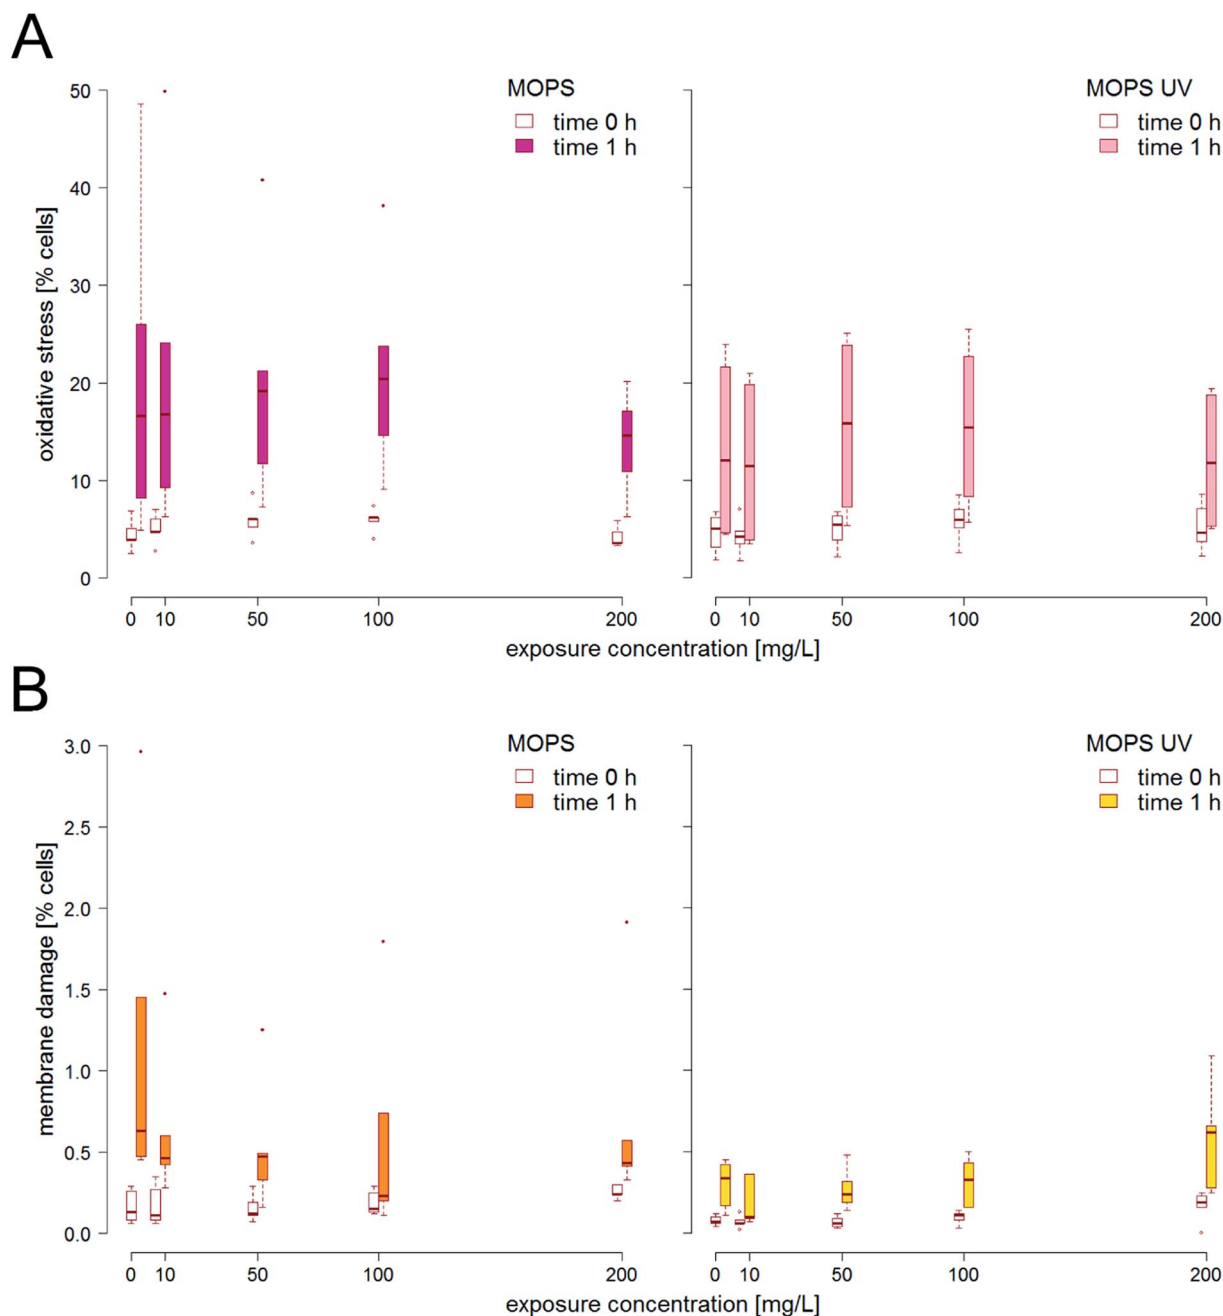 A
MOPS
time 0 h
time 1 h
MOPS UV
time 0 h
time 1 h
oxidative stress [% cells]
50
40
30
20
10
0
0 10 50 100 200
0 10 50 100 200
exposure concentration [mg/L]
B
MOPS
time 0 h
time 1 h
MOPS UV
time 0 h
time 1 h
membrane damage [% cells]
3.0
2.5
2.0
1.5
1.0
0.5
0.0
0 10 50 100 200
0 10 50 100 200
exposure concentration [mg/L]